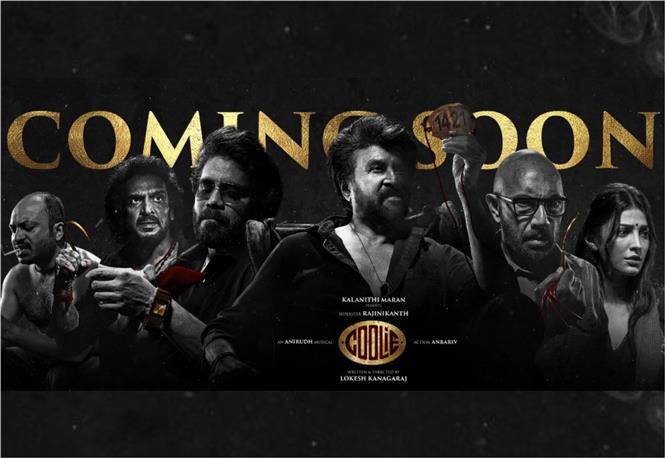 COMING SOON
1421
KALANITHI MARAN
PRESENTS
SUPERSTAR RAJINIKANTH
AN ANIRUDH MUSICAL
COOLIE
ACTION ANBARIV
WRITTEN & DIRECTED BY
LOKESH KANAGARAJ